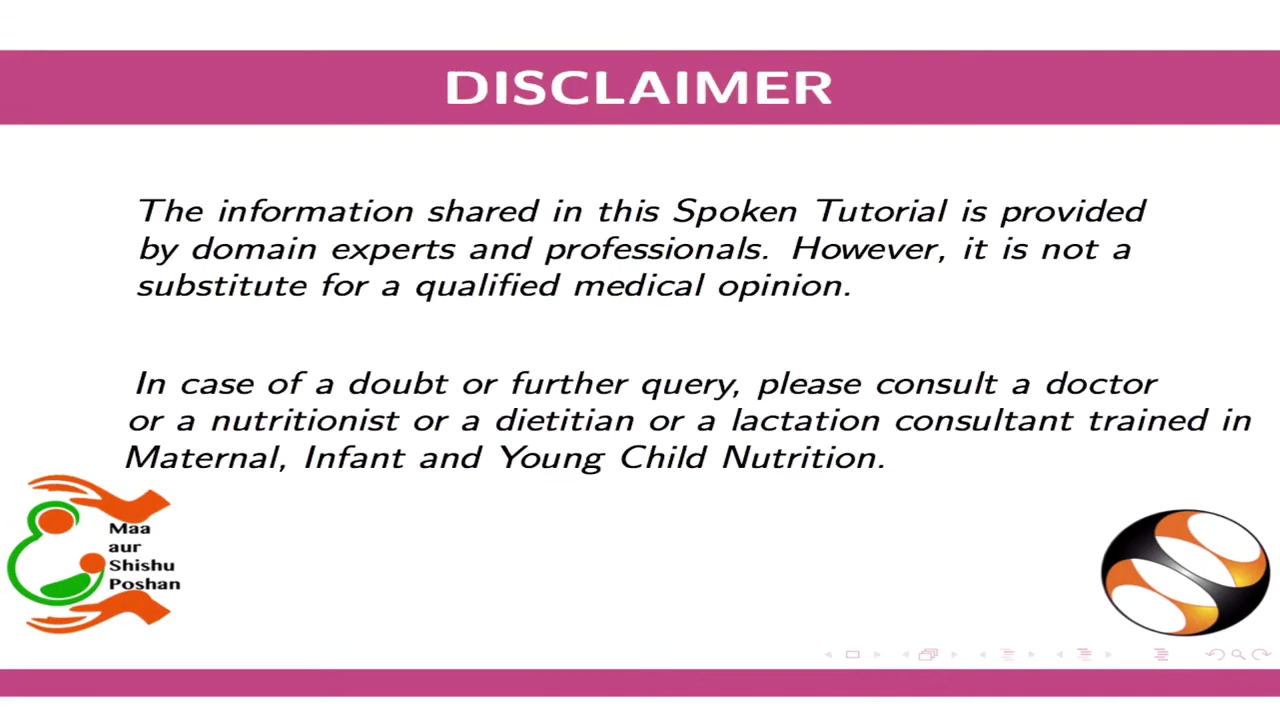 DISCLAIMER
The information shared in this Spoken Tutorial is provided
by domain experts and professionals. However, it is not a
substitute for a qualified medical opinion.
In case of a doubt or further query, please consult a doctor
or a nutritionist or a dietitian or a lactation consultant trained in
Maternal, Infant and Young Child Nutrition.
Maa
aur
Shishu
Poshan